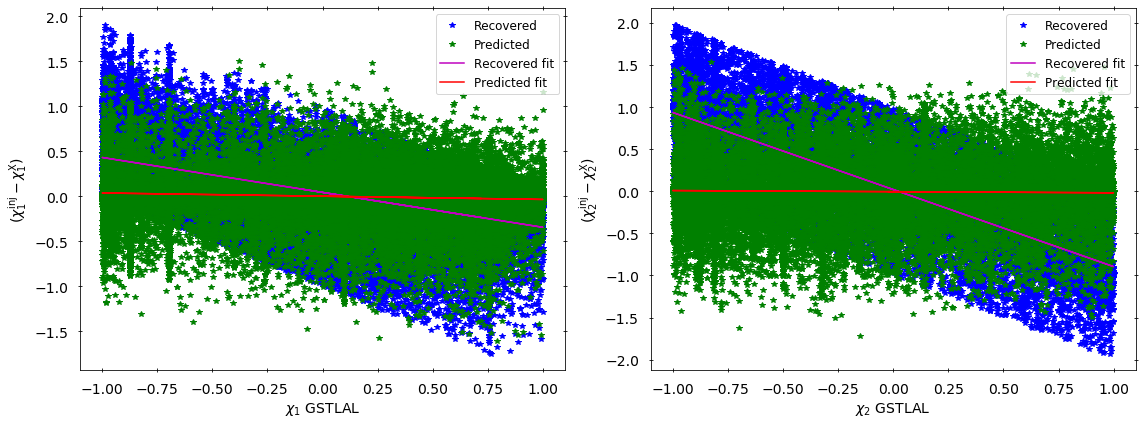 2.0
1.5
1.0
0.5
0.0
−0.5
−1.0
−1.5
(χ₁ⁱⁿʲ − χ₁ˣ)
−1.00 −0.75 −0.50 −0.25 0.00 0.25 0.50 0.75 1.00
χ₁ GSTLAL
Recovered
Predicted
Recovered fit
Predicted fit
2.0
1.5
1.0
0.5
0.0
−0.5
−1.0
−1.5
−2.0
(χ₂ⁱⁿʲ − χ₂ˣ)
−1.00 −0.75 −0.50 −0.25 0.00 0.25 0.50 0.75 1.00
χ₂ GSTLAL
Recovered
Predicted
Recovered fit
Predicted fit